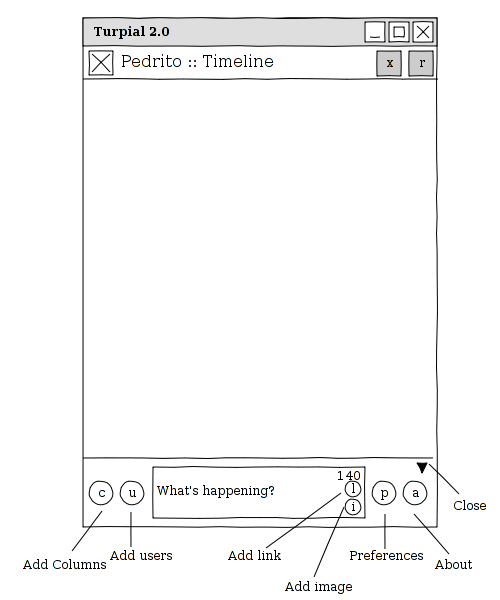 Turpial 2.0
Pedrito :: Timeline
x
r
140
c
u
What's happening?
l
i
p
a
Close
Add Columns
Add users
Add link
Preferences
About
Add image